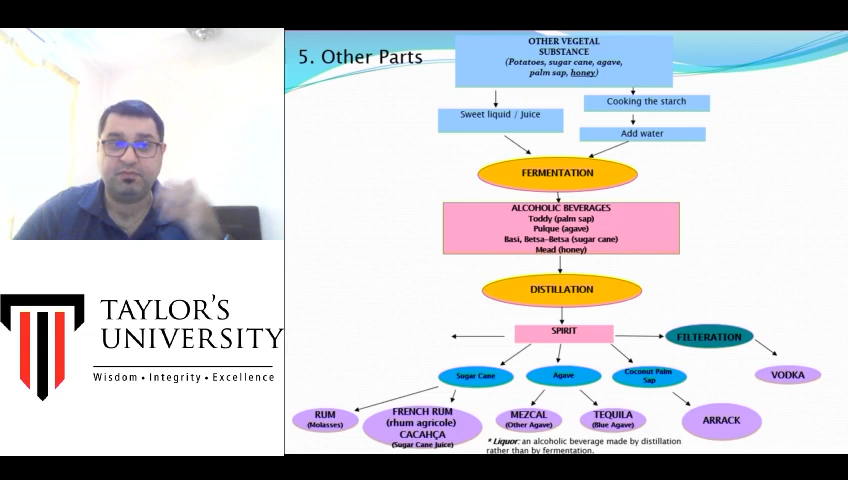 5. Other Parts
OTHER VEGETAL
SUBSTANCE
(Potatoes, sugar cane, agave,
palm sap, honey)
Sweet liquid / Juice
Cooking the starch
Add water
FERMENTATION
ALCOHOLIC BEVERAGES
Toddy (palm sap)
Pulque (agave)
Basi, Betsa-Betsa (sugar cane)
Mead (honey)
DISTILLATION
SPIRIT
FILTERATION
VODKA
Sugar Cane
Agave
Coconut Palm
Sap
RUM
(Molasses)
FRENCH RUM
(rhum agricole)
CACAHÇA
(Sugar Cane Juice)
MEZCAL
(Other Agave)
TEQUILA
(Blue Agave)
ARRACK
* Liquor: an alcoholic beverage made by distillation
rather than by fermentation.
TAYLOR'S
UNIVERSITY
Wisdom • Integrity • Excellence